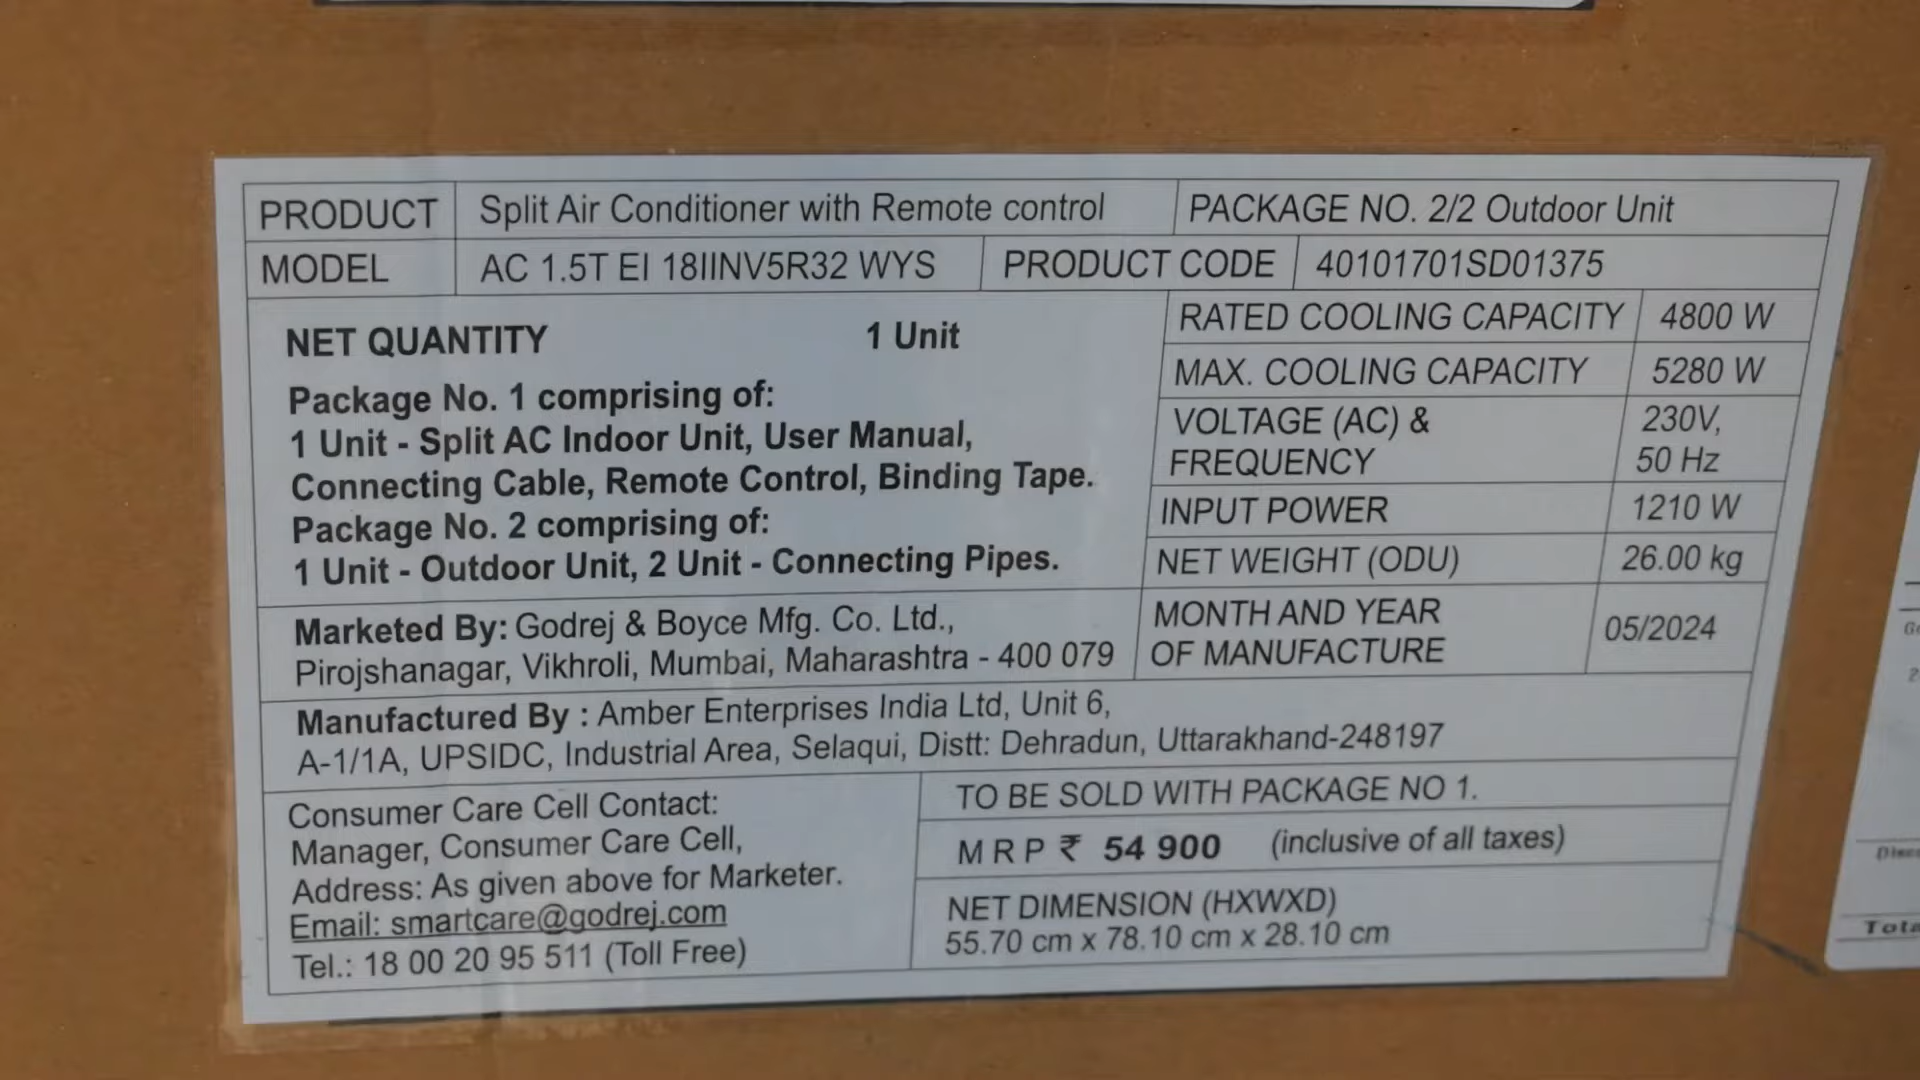 PRODUCT Split Air Conditioner with Remote control PACKAGE NO. 2/2 Outdoor Unit
MODEL AC 1.5T EI 18IINV5R32 WYS PRODUCT CODE 40101701SD01375
NET QUANTITY 1 Unit
Package No. 1 comprising of:
1 Unit - Split AC Indoor Unit, User Manual,
Connecting Cable, Remote Control, Binding Tape.
Package No. 2 comprising of:
1 Unit - Outdoor Unit, 2 Unit - Connecting Pipes.
RATED COOLING CAPACITY 4800 W
MAX. COOLING CAPACITY 5280 W
VOLTAGE (AC) & 230V,
FREQUENCY 50 Hz
INPUT POWER 1210 W
NET WEIGHT (ODU) 26.00 kg
Marketed By: Godrej & Boyce Mfg. Co. Ltd.,
Pirojshanagar, Vikhroli, Mumbai, Maharashtra - 400 079
MONTH AND YEAR
OF MANUFACTURE 05/2024
Manufactured By : Amber Enterprises India Ltd, Unit 6,
A-1/1A, UPSIDC, Industrial Area, Selaqui, Distt: Dehradun, Uttarakhand-248197
Consumer Care Cell Contact:
Manager, Consumer Care Cell,
Address: As given above for Marketer.
Email: smartcare@godrej.com
Tel.: 18 00 20 95 511 (Toll Free)
TO BE SOLD WITH PACKAGE NO 1.
M R P ₹ 54 900 (inclusive of all taxes)
NET DIMENSION (HXWXD)
55.70 cm x 78.10 cm x 28.10 cm